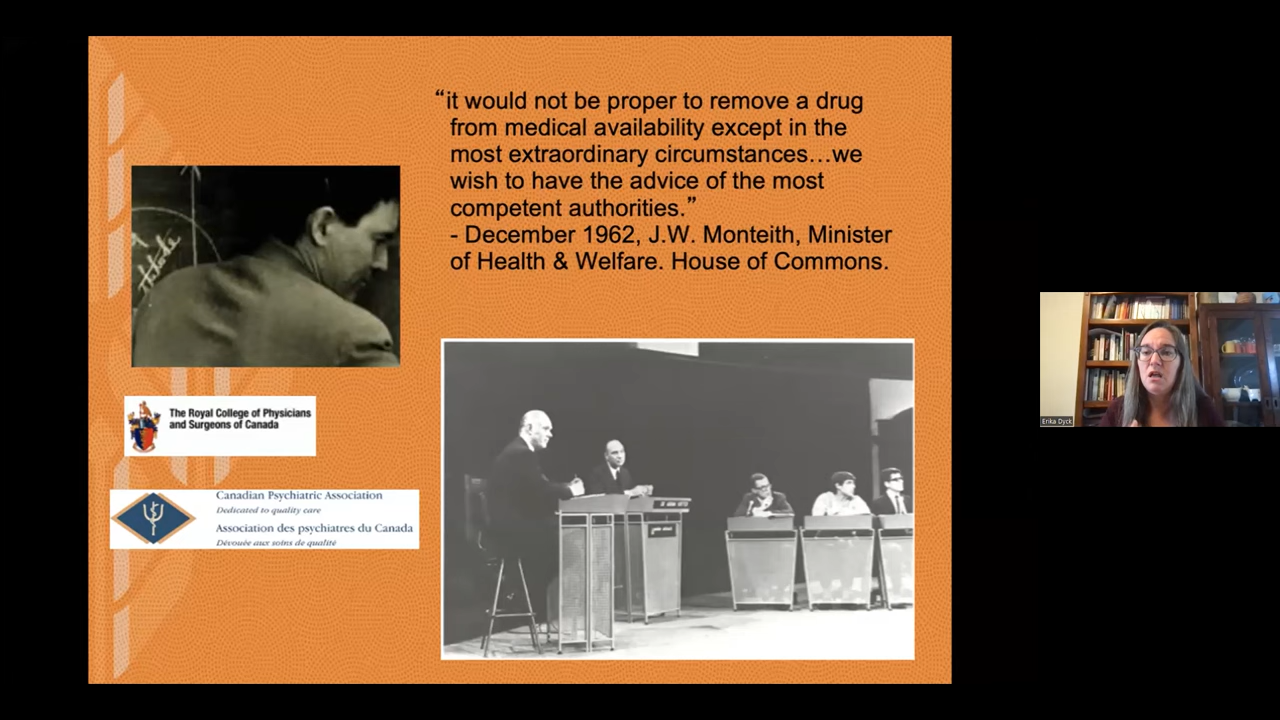 “it would not be proper to remove a drug
from medical availability except in the
most extraordinary circumstances…we
wish to have the advice of the most
competent authorities.”
- December 1962, J.W. Monteith, Minister
of Health & Welfare. House of Commons.
The Royal College of Physicians
and Surgeons of Canada
Canadian Psychiatric Association
Dedicated to quality care
Association des psychiatres du Canada
Dévouée aux soins de qualité
Erika Dyck